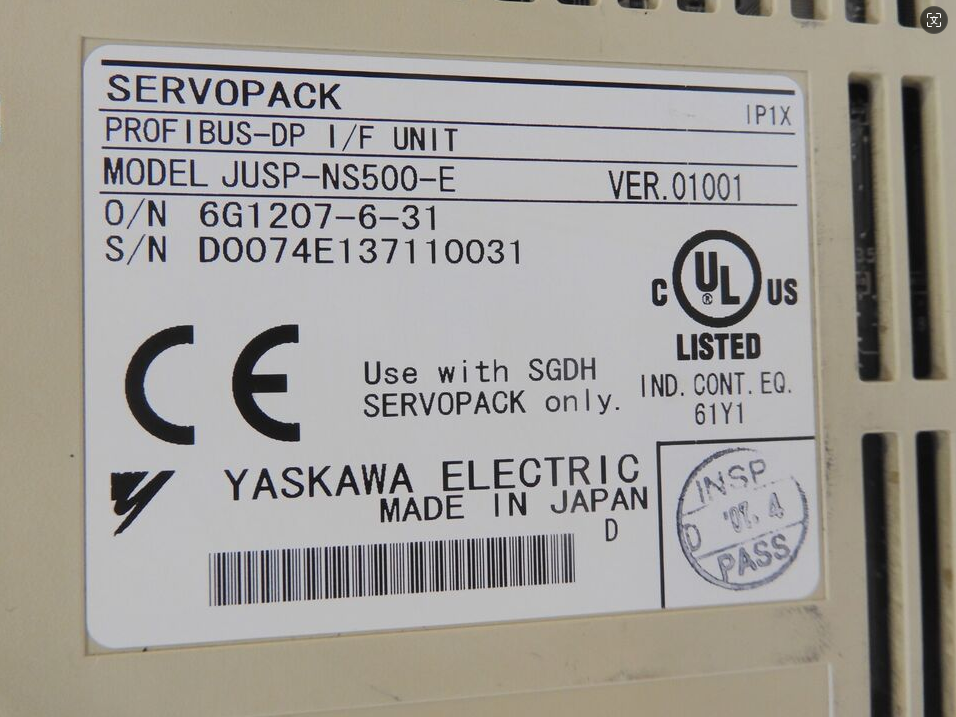 SERVOPACK
IP1X
PROFIBUS-DP I/F UNIT
MODEL JUSP-NS500-E
VER.01001
O/N 6G1207-6-31
S/N D0074E137110031
C UL ® US
LISTED
IND. CONT. EQ.
61Y1
CE
Use with SGDH
SERVOPACK only.
YASKAWA ELECTRIC
MADE IN JAPAN
D
INSP
D '07. 4
PASS